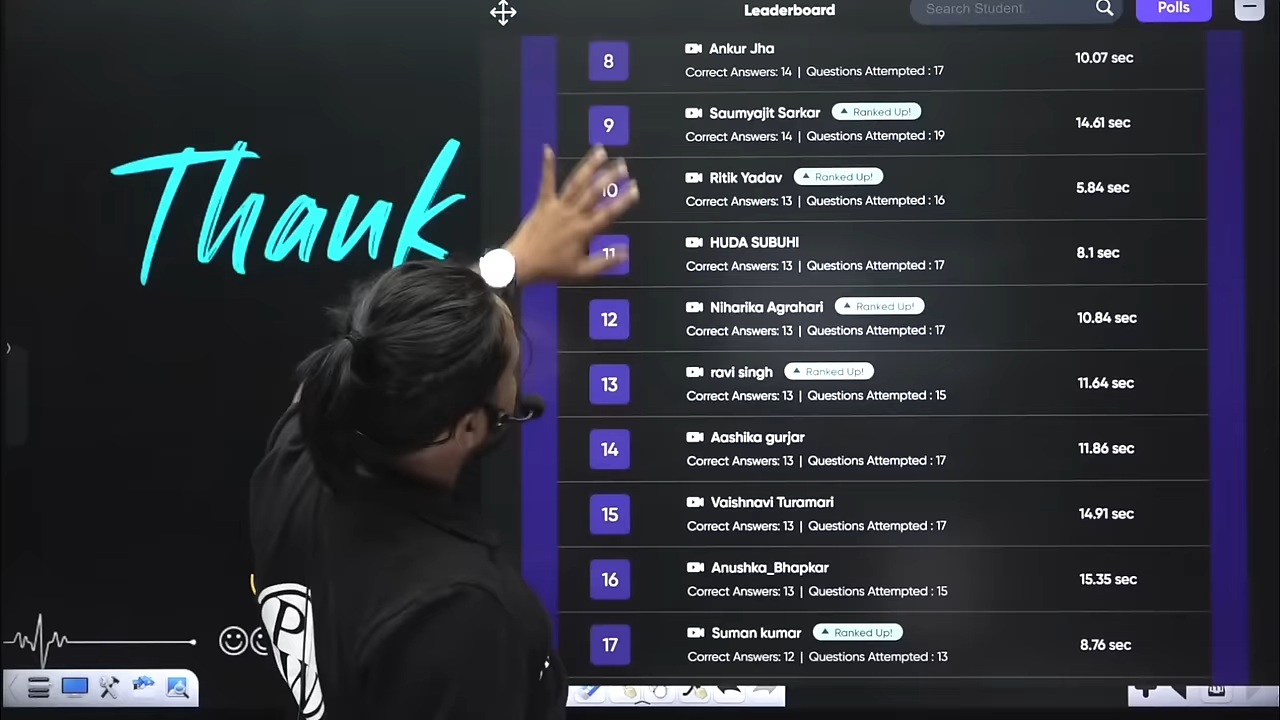 Leaderboard
Search Student..
Polls
Thank
8
Ankur Jha
10.07 sec
Correct Answers: 14 | Questions Attempted : 17
9
Saumyajit Sarkar
Ranked Up!
14.61 sec
Correct Answers: 14 | Questions Attempted : 19
10
Ritik Yadav
Ranked Up!
5.84 sec
Correct Answers: 13 | Questions Attempted : 16
11
HUDA SUBUHI
8.1 sec
Correct Answers: 13 | Questions Attempted : 17
12
Niharika Agrahari
Ranked Up!
10.84 sec
Correct Answers: 13 | Questions Attempted : 17
13
ravi singh
Ranked Up!
11.64 sec
Correct Answers: 13 | Questions Attempted : 15
14
Aashika gurjar
11.86 sec
Correct Answers: 13 | Questions Attempted : 17
15
Vaishnavi Turamari
14.91 sec
Correct Answers: 13 | Questions Attempted : 17
16
Anushka_Bhapkar
15.35 sec
Correct Answers: 13 | Questions Attempted : 15
17
Suman kumar
Ranked Up!
8.76 sec
Correct Answers: 12 | Questions Attempted : 13
PW